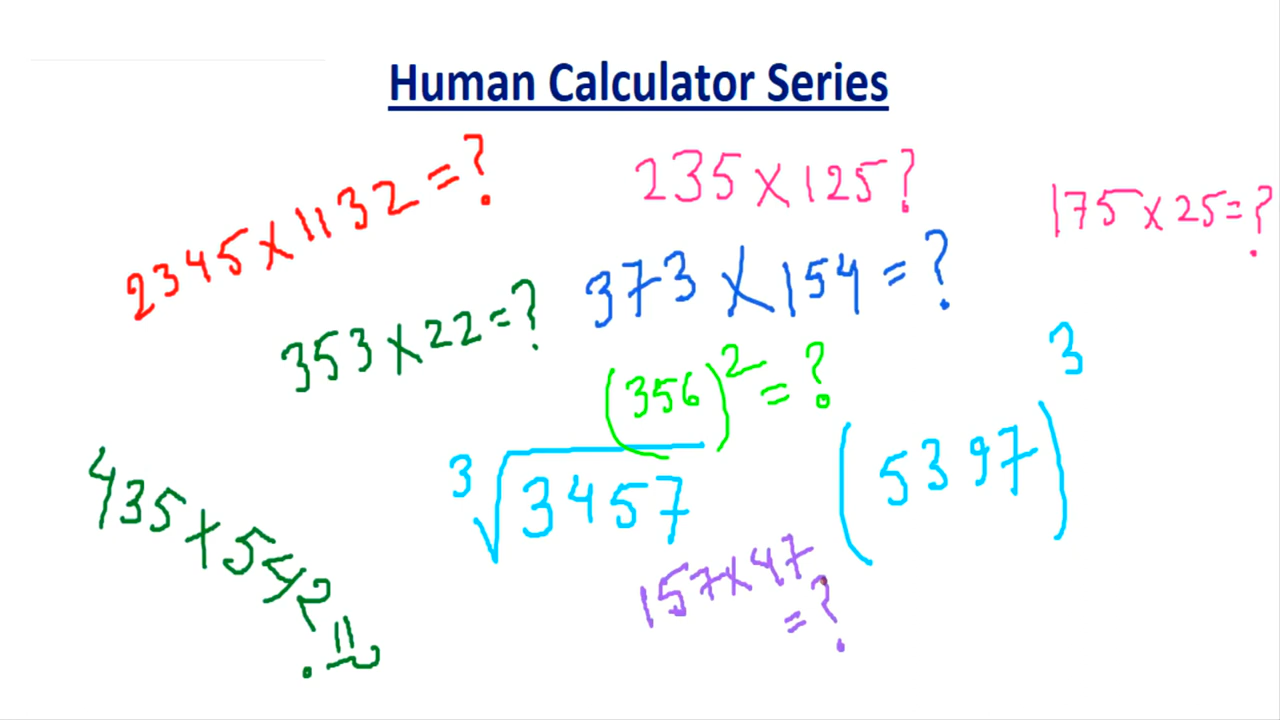 Human Calculator Series
2345 × 1132 = ?
235 × 125 ?
175 × 25 = ?
353 × 22 = ?
373 × 154 = ?
(356)² = ?
435 × 542 = ?
³√3457
(5397)³
157 × 47
= ?